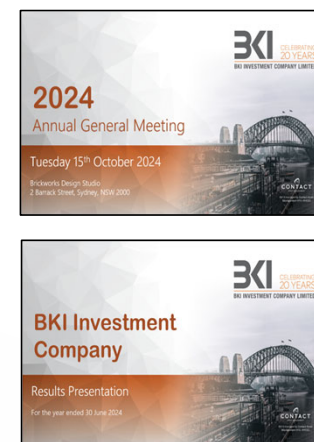 BKI
CELEBRATING
20 YEARS
BKI INVESTMENT COMPANY LIMITED
2024
Annual General Meeting
Tuesday 15th October 2024
Brickworks Design Studio
2 Barrack Street, Sydney, NSW 2000
CONTACT
BKI
CELEBRATING
20 YEARS
BKI INVESTMENT COMPANY LIMITED
BKI Investment
Company
Results Presentation
For the year ended 30 June 2024
CONTACT